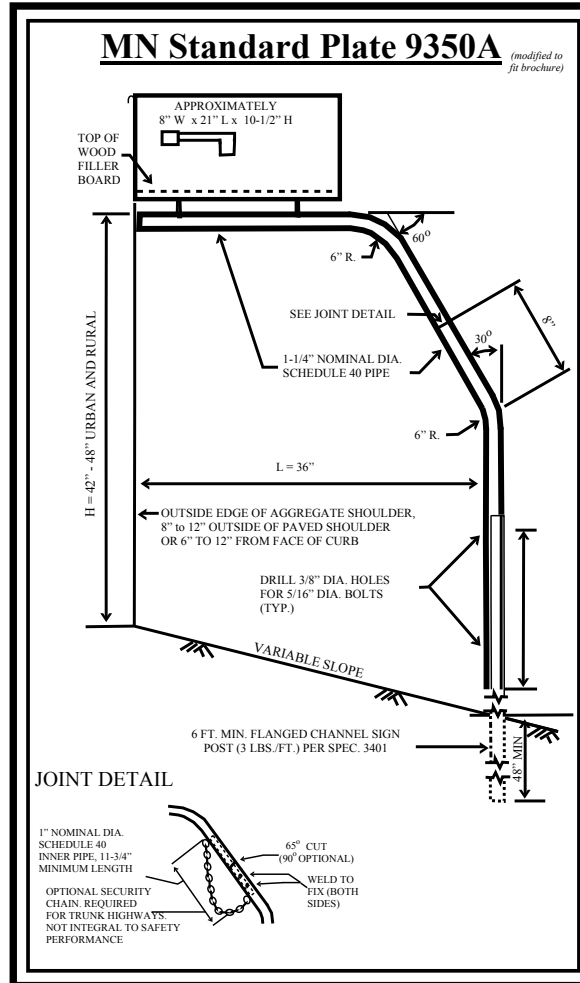 MN Standard Plate 9350A
(modified to
fit brochure)
APPROXIMATELY
8” W x 21” L x 10-1/2” H
TOP OF
WOOD
FILLER
BOARD
60°
6” R.
SEE JOINT DETAIL
8”
30°
1-1/4” NOMINAL DIA.
SCHEDULE 40 PIPE
6” R.
H = 42” - 48” URBAN AND RURAL
L = 36”
OUTSIDE EDGE OF AGGREGATE SHOULDER,
8” to 12” OUTSIDE OF PAVED SHOULDER
OR 6” TO 12” FROM FACE OF CURB
DRILL 3/8” DIA. HOLES
FOR 5/16” DIA. BOLTS
(TYP.)
VARIABLE SLOPE
6 FT. MIN. FLANGED CHANNEL SIGN
POST (3 LBS./FT.) PER SPEC. 3401
48” MIN
JOINT DETAIL
1” NOMINAL DIA.
SCHEDULE 40
INNER PIPE, 11-3/4”
MINIMUM LENGTH
65° CUT
(90° OPTIONAL)
WELD TO
FIX (BOTH
SIDES)
OPTIONAL SECURITY
CHAIN. REQUIRED
FOR TRUNK HIGHWAYS.
NOT INTEGRAL TO SAFETY
PERFORMANCE